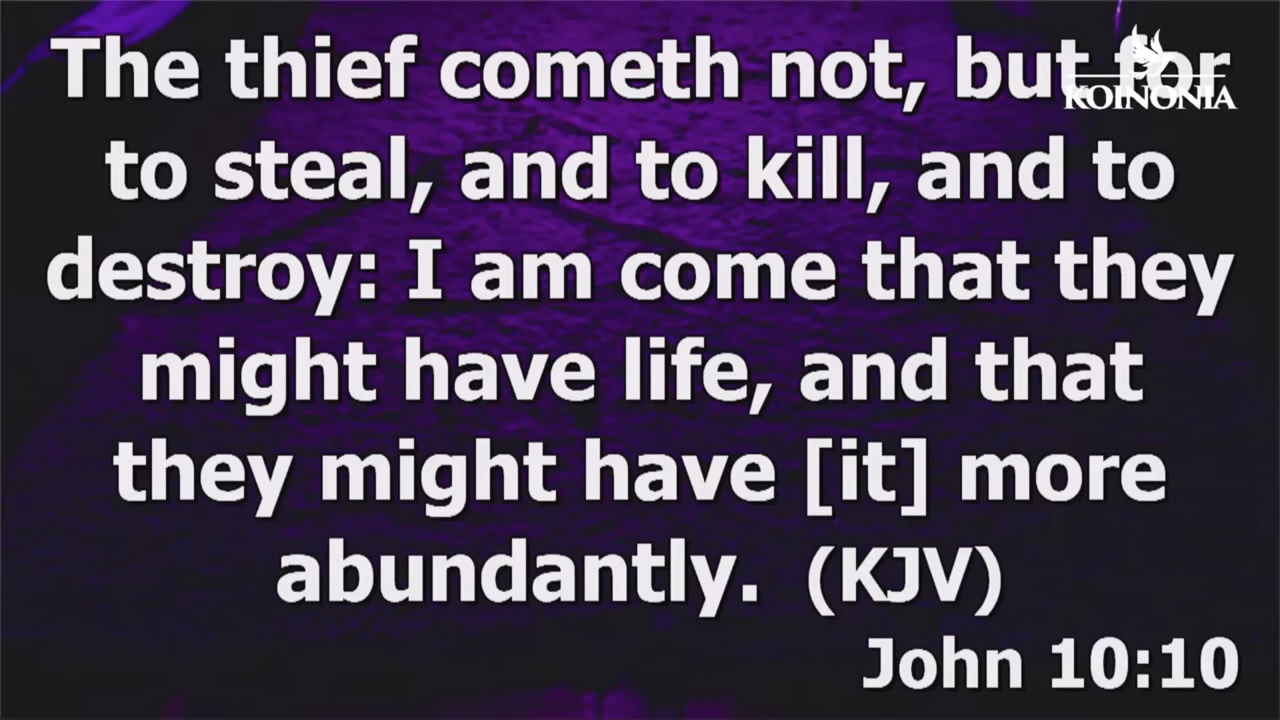 The thief cometh not, but for
KOINONIA
to steal, and to kill, and to
destroy: I am come that they
might have life, and that
they might have [it] more
abundantly. (KJV)
John 10:10